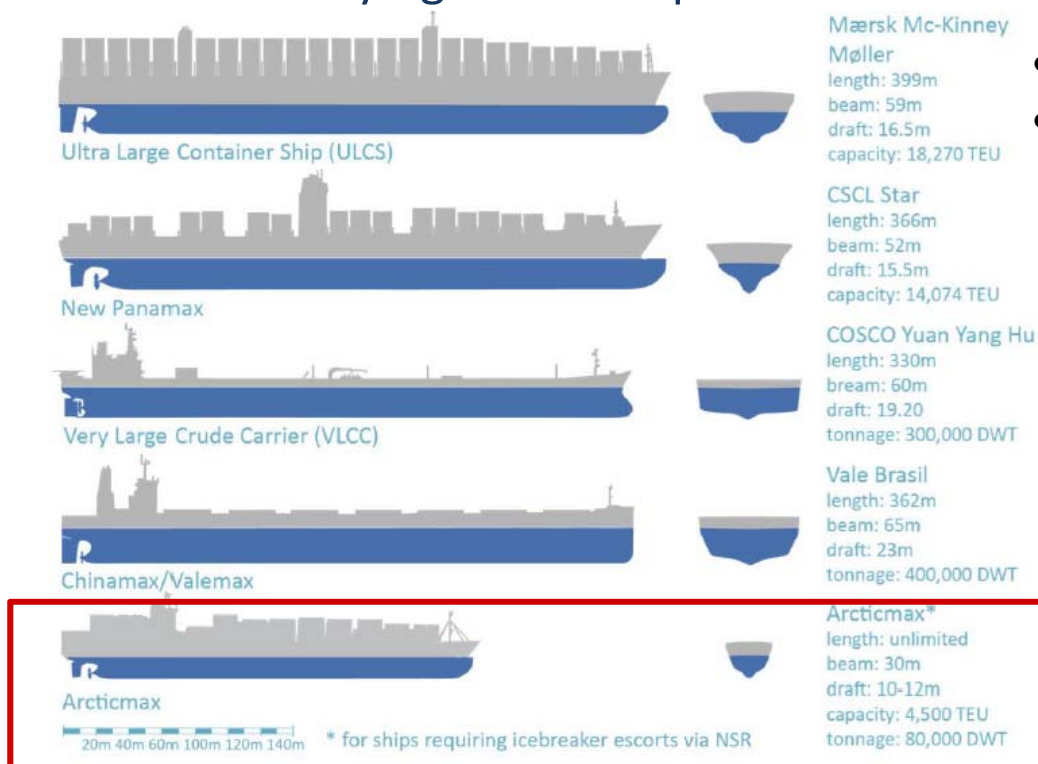 Mærsk Mc-Kinney
Møller
length: 399m
beam: 59m
draft: 16.5m
capacity: 18,270 TEU
Ultra Large Container Ship (ULCS)
CSCL Star
length: 366m
beam: 52m
draft: 15.5m
capacity: 14,074 TEU
New Panamax
COSCO Yuan Yang Hu
length: 330m
bream: 60m
draft: 19.20
tonnage: 300,000 DWT
Very Large Crude Carrier (VLCC)
Vale Brasil
length: 362m
beam: 65m
draft: 23m
tonnage: 400,000 DWT
Chinamax/Valemax
Arcticmax*
length: unlimited
beam: 30m
draft: 10-12m
capacity: 4,500 TEU
tonnage: 80,000 DWT
Arcticmax
20m 40m 60m 100m 120m 140m
* for ships requiring icebreaker escorts via NSR